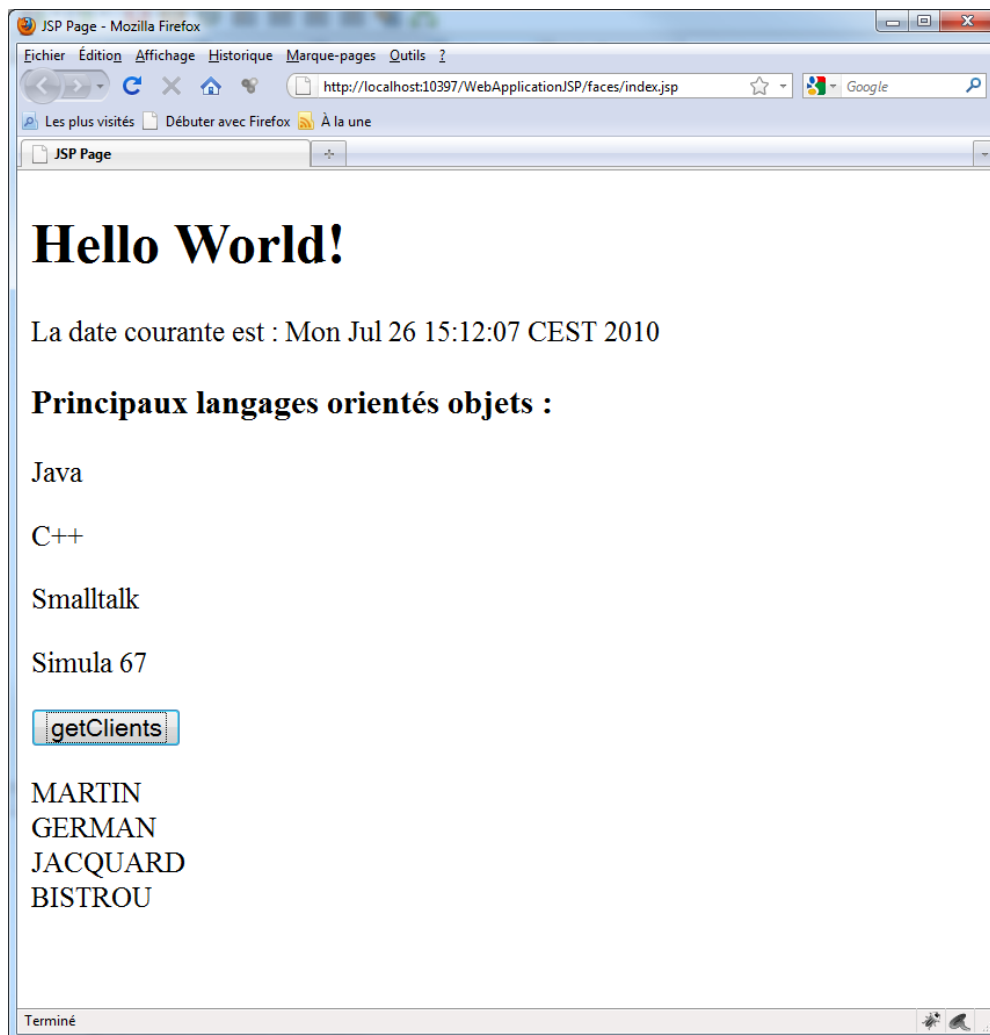 JSP Page - Mozilla Firefox
Fichier Édition Affichage Historique Marque-pages Outils ?
http://localhost:10397/WebApplicationJSP/faces/index.jsp Google
Les plus visités Débuter avec Firefox À la une
JSP Page
Hello World!
La date courante est : Mon Jul 26 15:12:07 CEST 2010
Principaux langages orientés objets :
Java
C++
Smalltalk
Simula 67
getClients
MARTIN
GERMAN
JACQUARD
BISTROU
Terminé